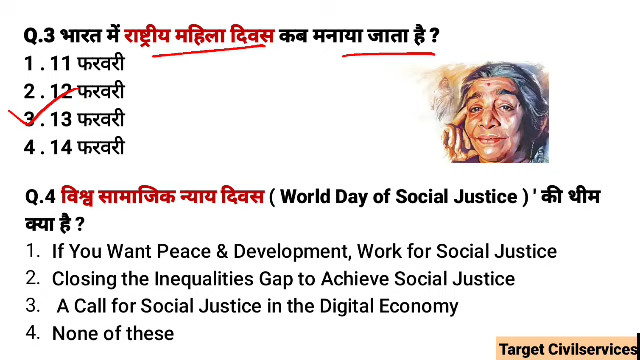 Q.3 भारत में राष्ट्रीय महिला दिवस कब मनाया जाता है ?
1 . 11 फरवरी
2 . 12 फरवरी
3 . 13 फरवरी
4 . 14 फरवरी
Q.4 विश्व सामाजिक न्याय दिवस ( World Day of Social Justice ) ' की थीम
क्या है ?
1. If You Want Peace & Development, Work for Social Justice
2. Closing the Inequalities Gap to Achieve Social Justice
3. A Call for Social Justice in the Digital Economy
4. None of these
Target Civilservices